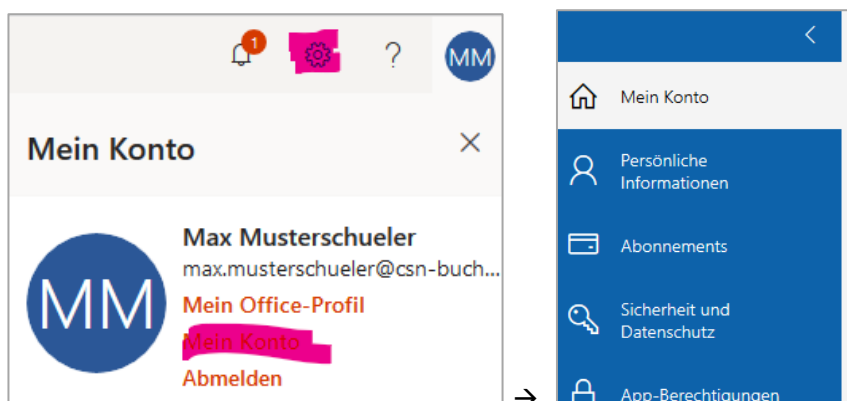 1
?
MM
Mein Konto
MM
Max Musterschueler
max.musterschueler@csn-buch...
Mein Office-Profil
Mein Konto
Abmelden
→
Mein Konto
Persönliche
Informationen
Abonnements
Sicherheit und
Datenschutz
App-Berechtigungen